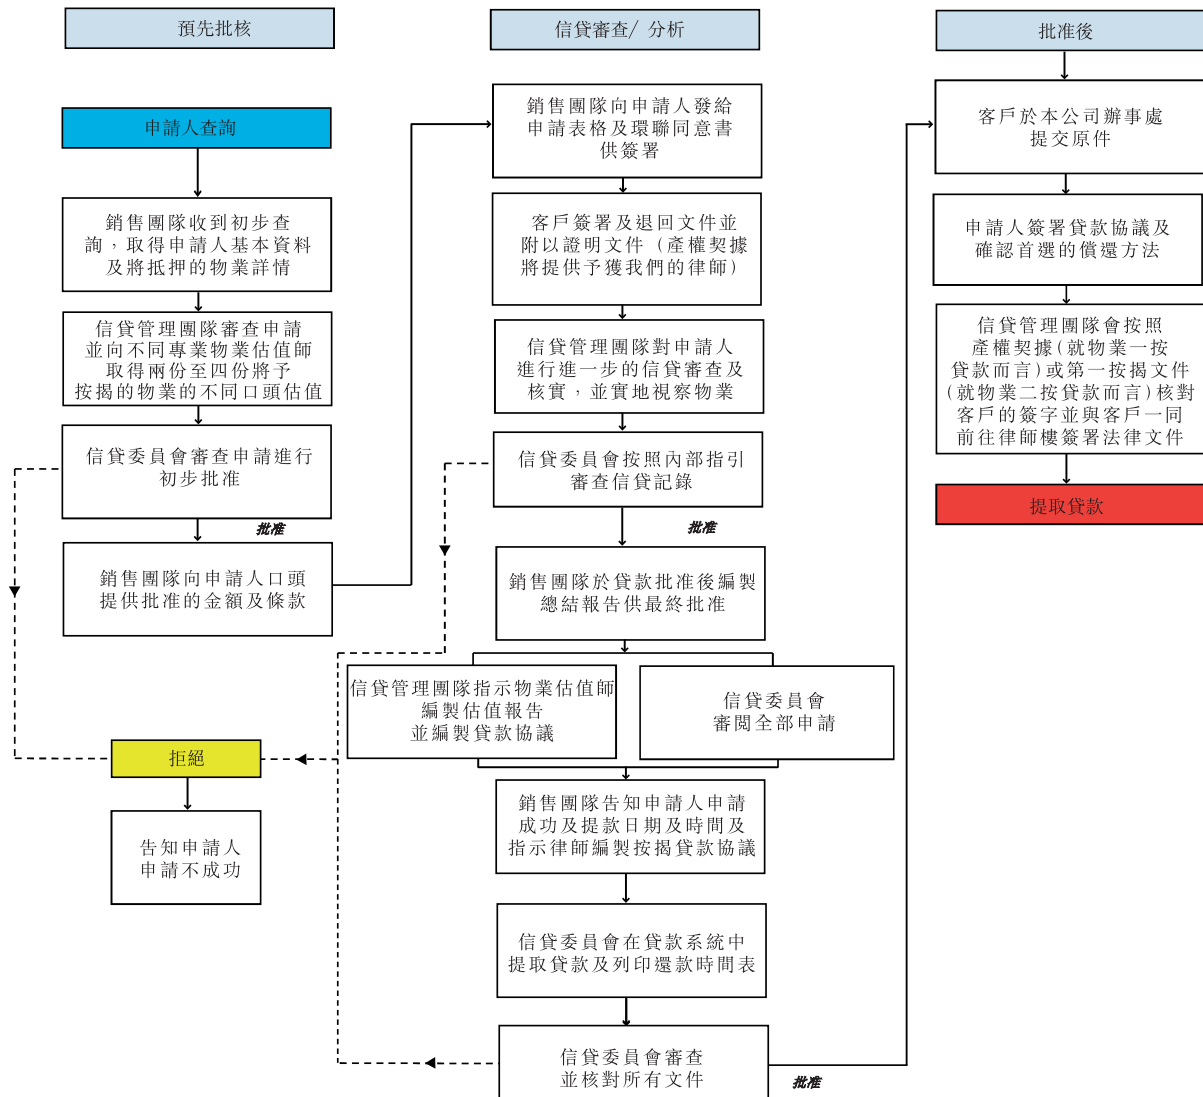 預先批核
申請人查詢
銷售團隊收到初步查
詢，取得申請人基本資料
及將抵押的物業詳情
信貸管理團隊審查申請
並向不同專業物業估值師
取得兩份至四份將予
按揭的物業的不同口頭估值
信貸委員會審查申請進行
初步批准
批准
銷售團隊向申請人口頭
提供批准的金額及條款
拒絕
告知申請人
申請不成功
信貸審查/ 分析
銷售團隊向申請人發給
申請表格及環聯同意書
供簽署
客戶簽署及退回文件並
附以證明文件（產權契據
將提供予獲我們的律師）
信貸管理團隊對申請人
進行進一步的信貸審查及
核實，並實地視察物業
信貸委員會按照內部指引
審查信貸記錄
批准
銷售團隊於貸款批准後編製
總結報告供最終批准
信貸管理團隊指示物業估值師
編製估值報告
並編製貸款協議
信貸委員會
審閲全部申請
銷售團隊告知申請人申請
成功及提款日期及時間及
指示律師編製按揭貸款協議
信貸委員會在貸款系統中
提取貸款及列印還款時間表
信貸委員會審查
並核對所有文件
批准
批准後
客戶於本公司辦事處
提交原件
申請人簽署貸款協議及
確認首選的償還方法
信貸管理團隊會按照
產權契據(就物業一按
貸款而言)或第一按揭文件
(就物業二按貸款而言)核對
客戶的簽字並與客戶一同
前往律師樓簽署法律文件
提取貸款